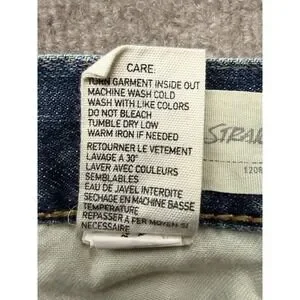 CARE:
TURN GARMENT INSIDE OUT
MACHINE WASH COLD
WASH WITH LIKE COLORS
DO NOT BLEACH
TUMBLE DRY LOW
WARM IRON IF NEEDED
RETOURNER LE VETEMENT
LAVAGE A 30°
LAVER AVEC COULEURS
SEMBLABLES
EAU DE JAVEL INTERDITE
SECHAGE EN MACHINE BASSE
TEMPERATURE
REPASSER A FER MOYEN SI
NECESSAIRE